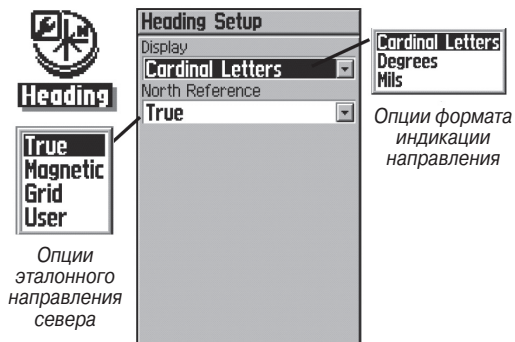 Heading
Heading Setup
Display
Cardinal Letters
North Reference
True
Cardinal Letters
Degrees
Mils
Опции формата
индикации
направления
True
Magnetic
Grid
User
Опции
эталонного
направления
севера